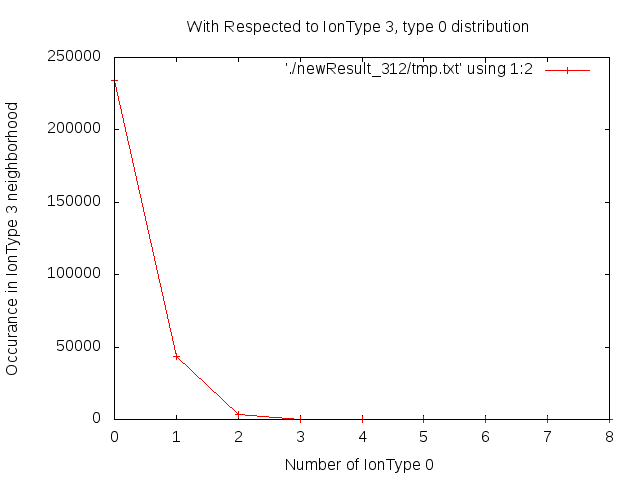 With Respected to IonType 3, type 0 distribution
'./newResult_312/tmp.txt' using 1:2
Occurance in IonType 3 neighborhood
250000
200000
150000
100000
50000
0
0 1 2 3 4 5 6 7 8
Number of IonType 0